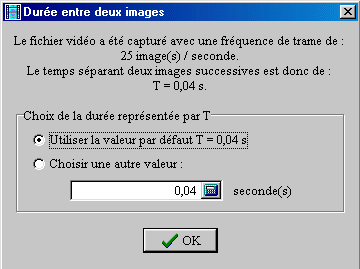 Durée entre deux images
Le fichier vidéo a été capturé avec une fréquence de trame de :
25 image(s) / seconde.
Le temps séparant deux images successives est donc de :
T = 0,04 s.
Choix de la durée représentée par T
Utiliser la valeur par défaut T = 0,04 s
Choisir une autre valeur :
0,04 seconde(s)
OK